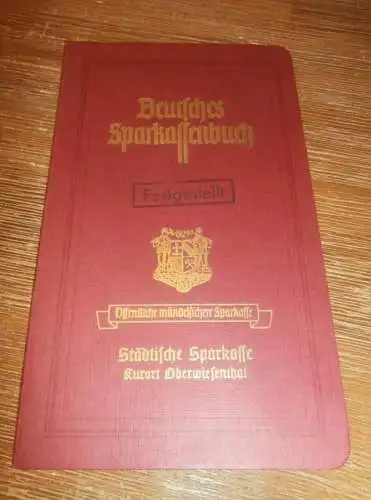 Deutsches
Sparkassenbuch
Festgestellt
Öffentliche mündelsichere Sparkasse
Städtische Sparkasse
Kurort Oberwiesenthal